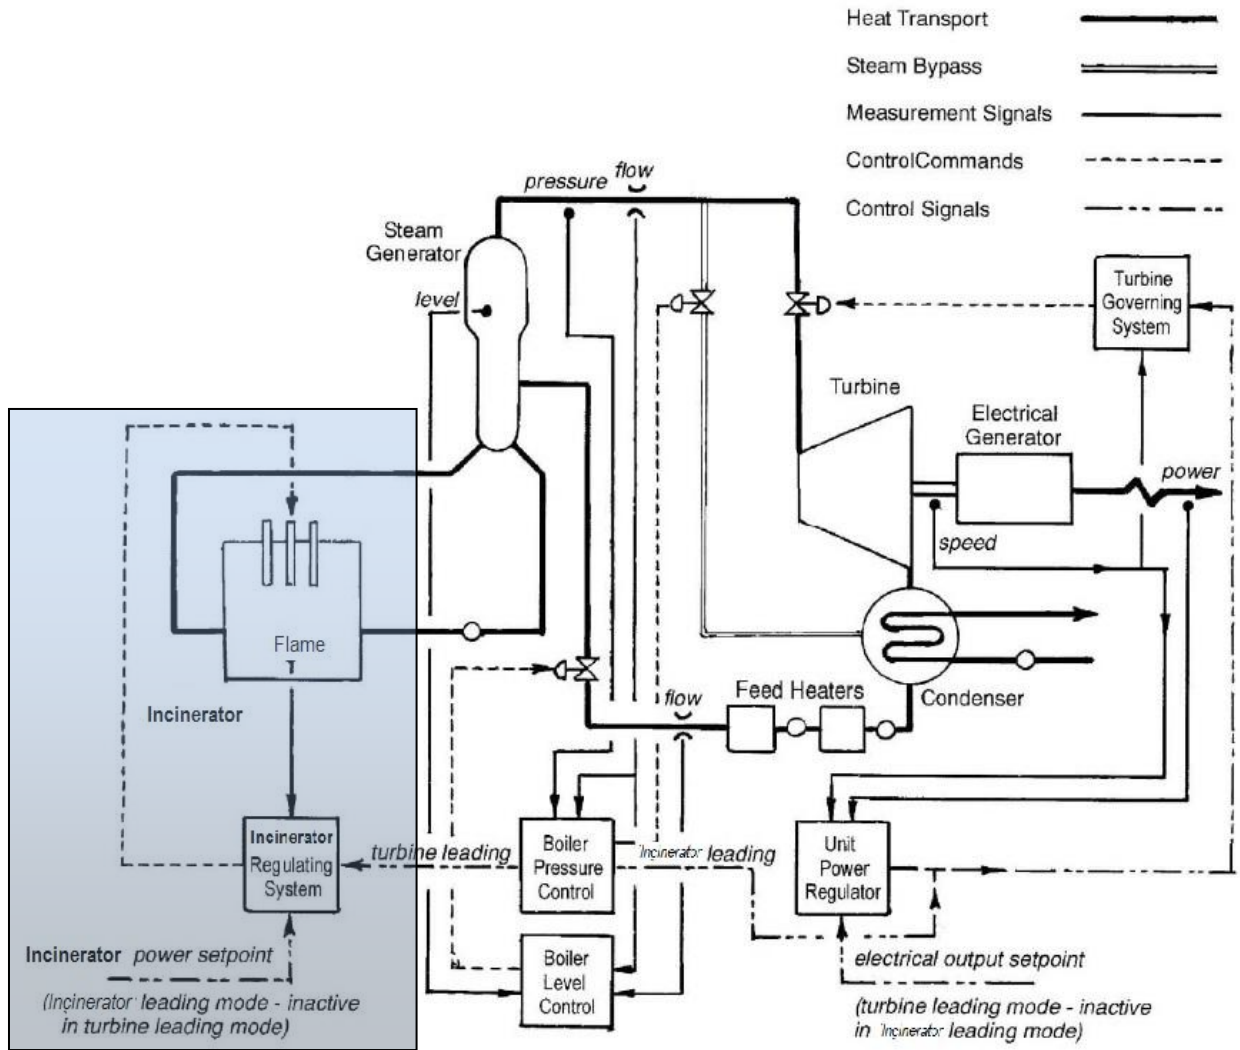 Heat Transport
Steam Bypass
Measurement Signals
ControlCommands
Control Signals
pressure
flow
Steam
Generator
level
Turbine
Governing
System
Turbine
Electrical
Generator
power
speed
Flame
Incinerator
flow
Feed Heaters
Condenser
Incinerator
Regulating
System
turbine leading
Boiler
Pressure
Control
Incinerator leading
Unit
Power
Regulator
Incinerator power setpoint
(Incinerator leading mode - inactive
in turbine leading mode)
Boiler
Level
Control
electrical output setpoint
(turbine leading mode - inactive
in Incinerator leading mode)